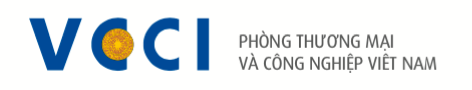 VCCI
PHÒNG THƯƠNG MẠI
VÀ CÔNG NGHIỆP VIỆT NAM